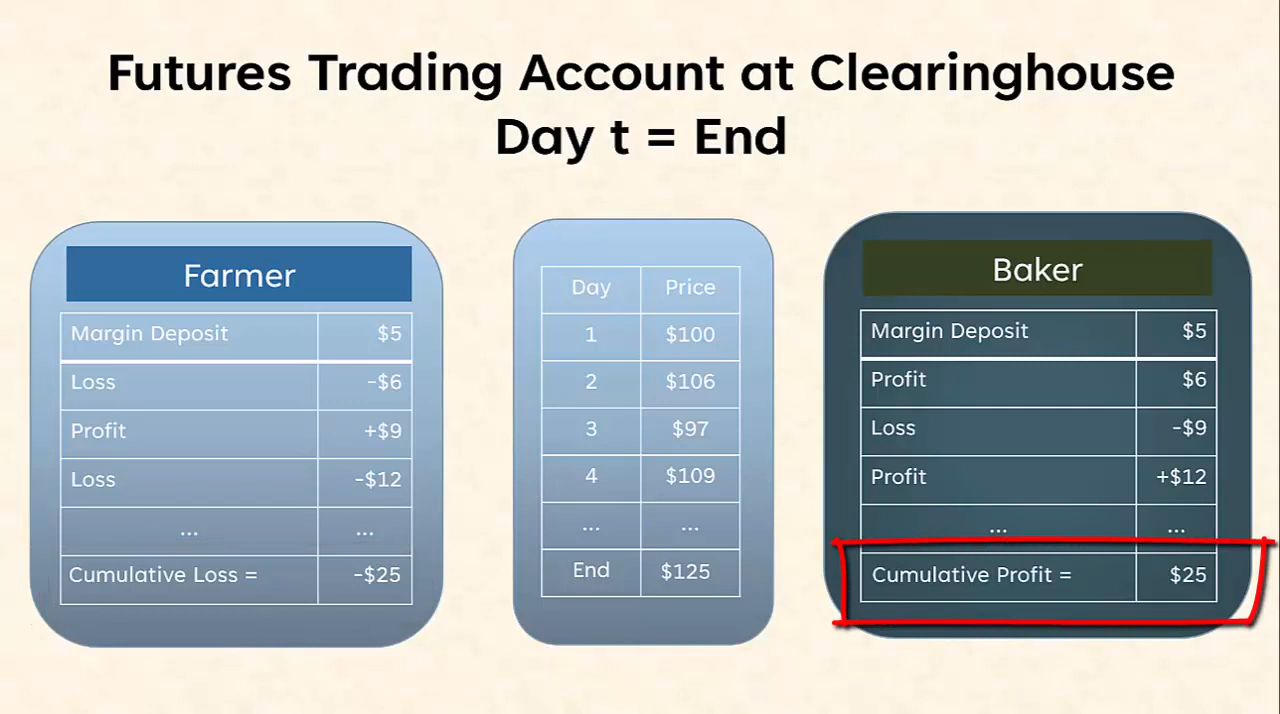 Futures Trading Account at Clearinghouse
Day t = End
Farmer
Margin Deposit $5
Loss -$6
Profit +$9
Loss -$12
... ...
Cumulative Loss = -$25
Day Price
1 $100
2 $106
3 $97
4 $109
... ...
End $125
Baker
Margin Deposit $5
Profit $6
Loss -$9
Profit +$12
... ...
Cumulative Profit = $25